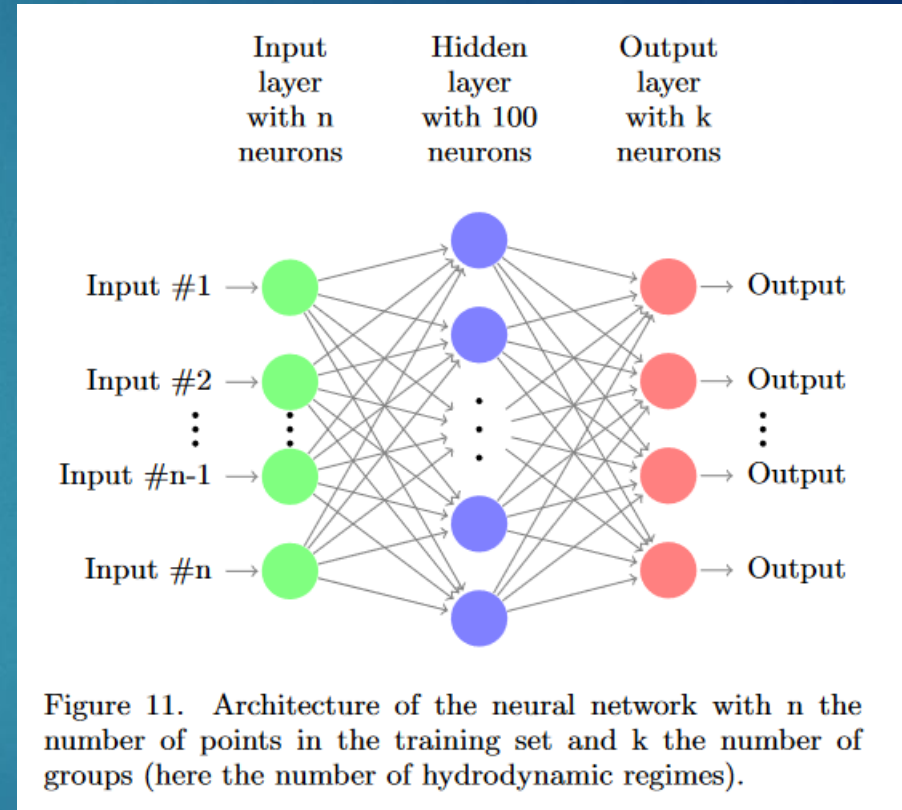 Input
layer
with n
neurons
Hidden
layer
with 100
neurons
Output
layer
with k
neurons
Input #1
Output
Input #2
Output
Input #n-1
Output
Input #n
Output
Figure 11. Architecture of the neural network with n the
number of points in the training set and k the number of
groups (here the number of hydrodynamic regimes).